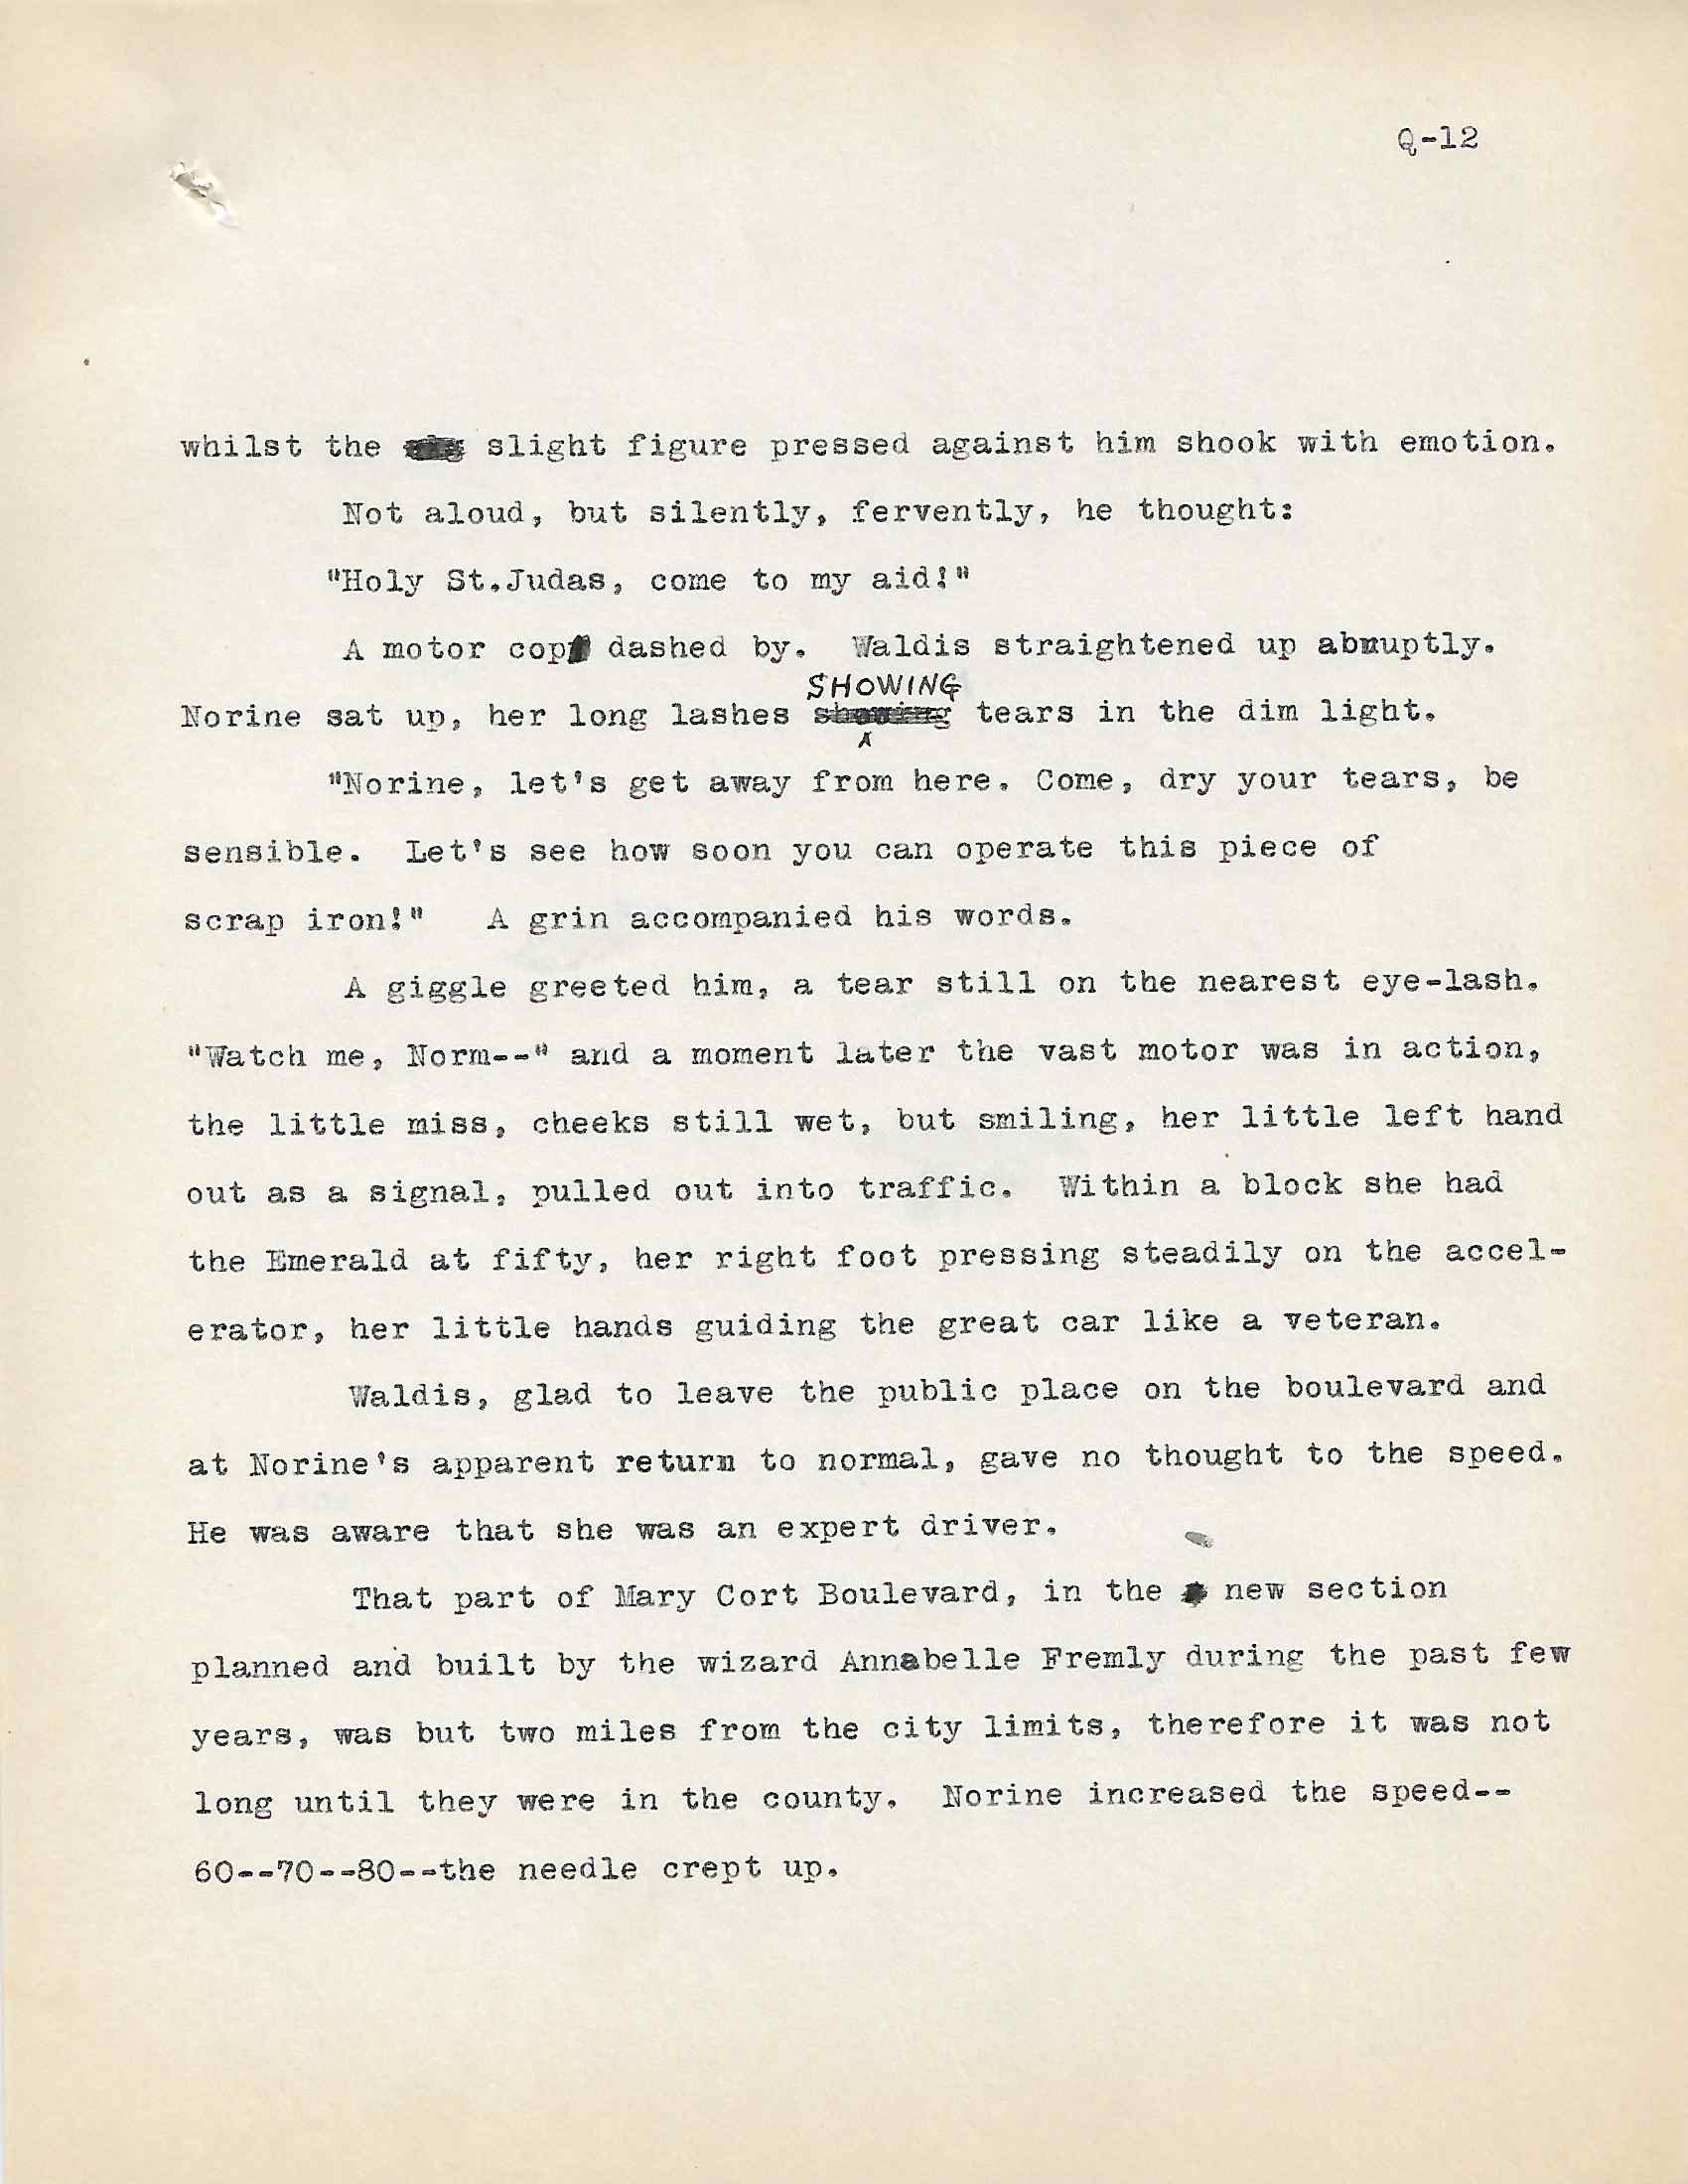 Q-12
whilst the slight figure pressed against him shook with emotion.
Not aloud, but silently, fervently, he thought:
"Holy St.Judas, come to my aid!"
A motor cop dashed by. Waldis straightened up abruptly.
SHOWING
Norine sat up, her long lashes showing tears in the dim light.
"Norine, let's get away from here. Come, dry your tears, be
sensible. Let's see how soon you can operate this piece of
scrap iron!" A grin accompanied his words.
A giggle greeted him, a tear still on the nearest eye-lash.
"Watch me, Norm--" and a moment later the vast motor was in action,
the little miss, cheeks still wet, but smiling, her little left hand
out as a signal, pulled out into traffic. Within a block she had
the Emerald at fifty, her right foot pressing steadily on the accel-
erator, her little hands guiding the great car like a veteran.
Waldis, glad to leave the public place on the boulevard and
at Norine's apparent return to normal, gave no thought to the speed.
He was aware that she was an expert driver.
That part of Mary Cort Boulevard, in the new section
planned and built by the wizard Annabelle Fremly during the past few
years, was but two miles from the city limits, therefore it was not
long until they were in the county. Norine increased the speed--
60--70--80--the needle crept up.